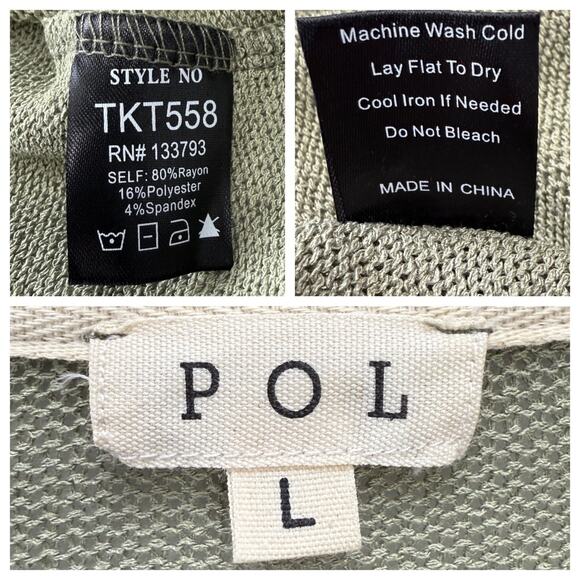 STYLE NO
TKT558
RN# 133793
SELF: 80%Rayon
16%Polyester
4%Spandex
Machine Wash Cold
Lay Flat To Dry
Cool Iron If Needed
Do Not Bleach
MADE IN CHINA
POL
L